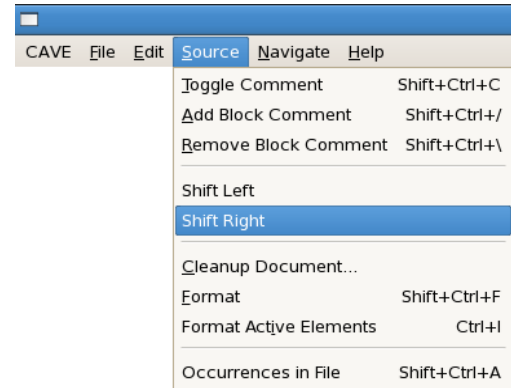 CAVE File Edit Source Navigate Help
Toggle Comment Shift+Ctrl+C
Add Block Comment Shift+Ctrl+/
Remove Block Comment Shift+Ctrl+\
Shift Left
Shift Right
Cleanup Document...
Format Shift+Ctrl+F
Format Active Elements Ctrl+I
Occurrences in File Shift+Ctrl+A